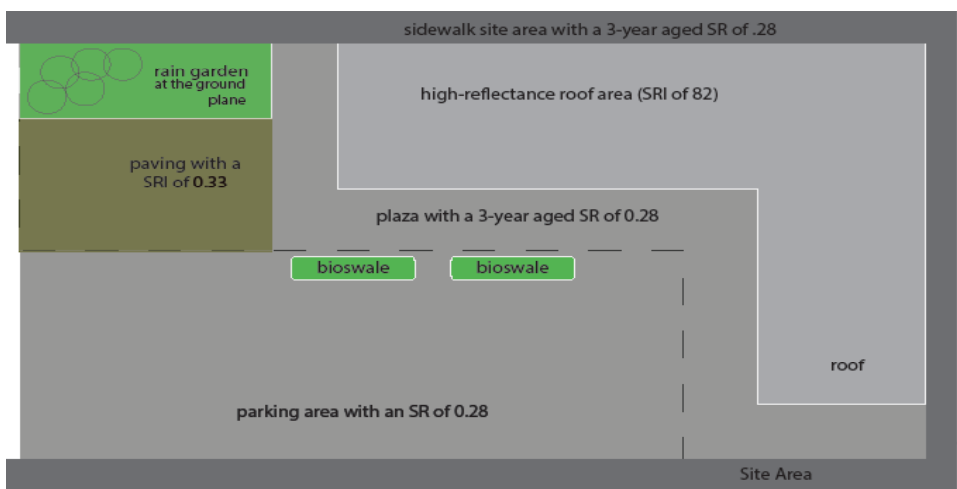 sidewalk site area with a 3-year aged SR of .28
rain garden
at the ground
plane
high-reflectance roof area (SRI of 82)
paving with a
SRI of 0.33
plaza with a 3-year aged SR of 0.28
bioswale
bioswale
roof
parking area with an SR of 0.28
Site Area